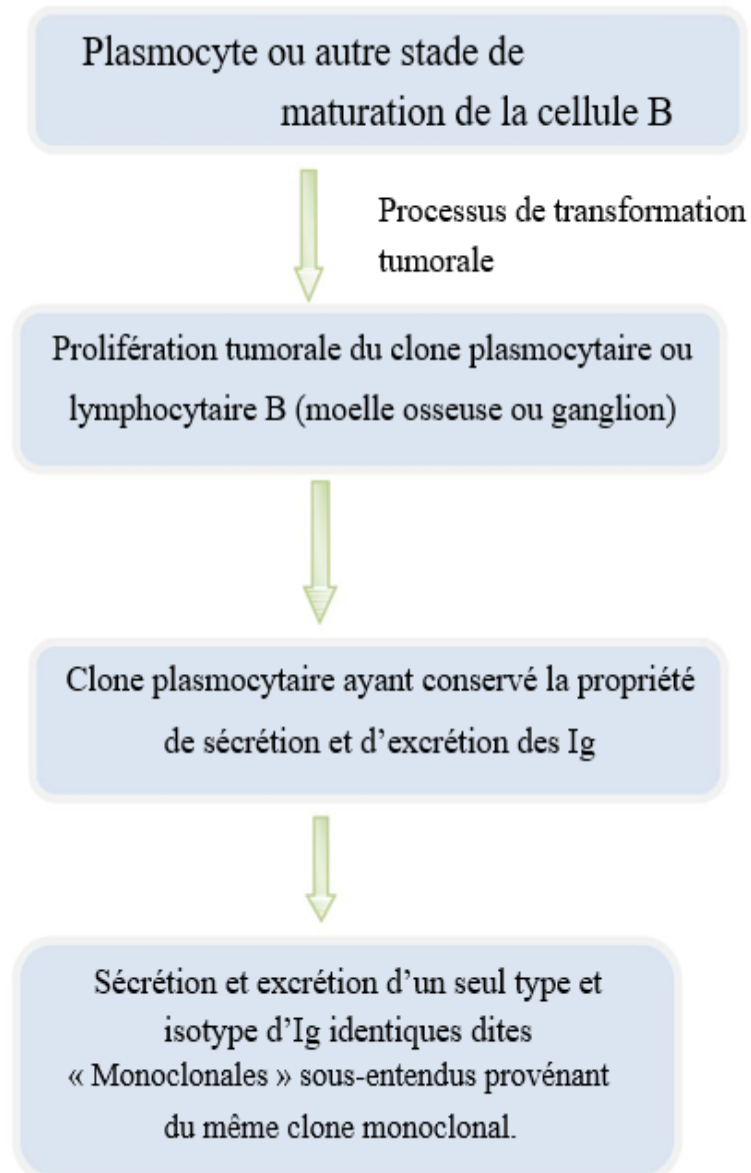 Plasmocyte ou autre stade de
maturation de la cellule B
Processus de transformation
tumorale
Prolifération tumorale du clone plasmocytaire ou
lymphocytaire B (moelle osseuse ou ganglion)
Clone plasmocytaire ayant conservé la propriété
de sécrétion et d’excrétion des Ig
Sécrétion et excrétion d’un seul type et
isotype d’Ig identiques dites
« Monoclonales » sous-entendus provénant
du même clone monoclonal.